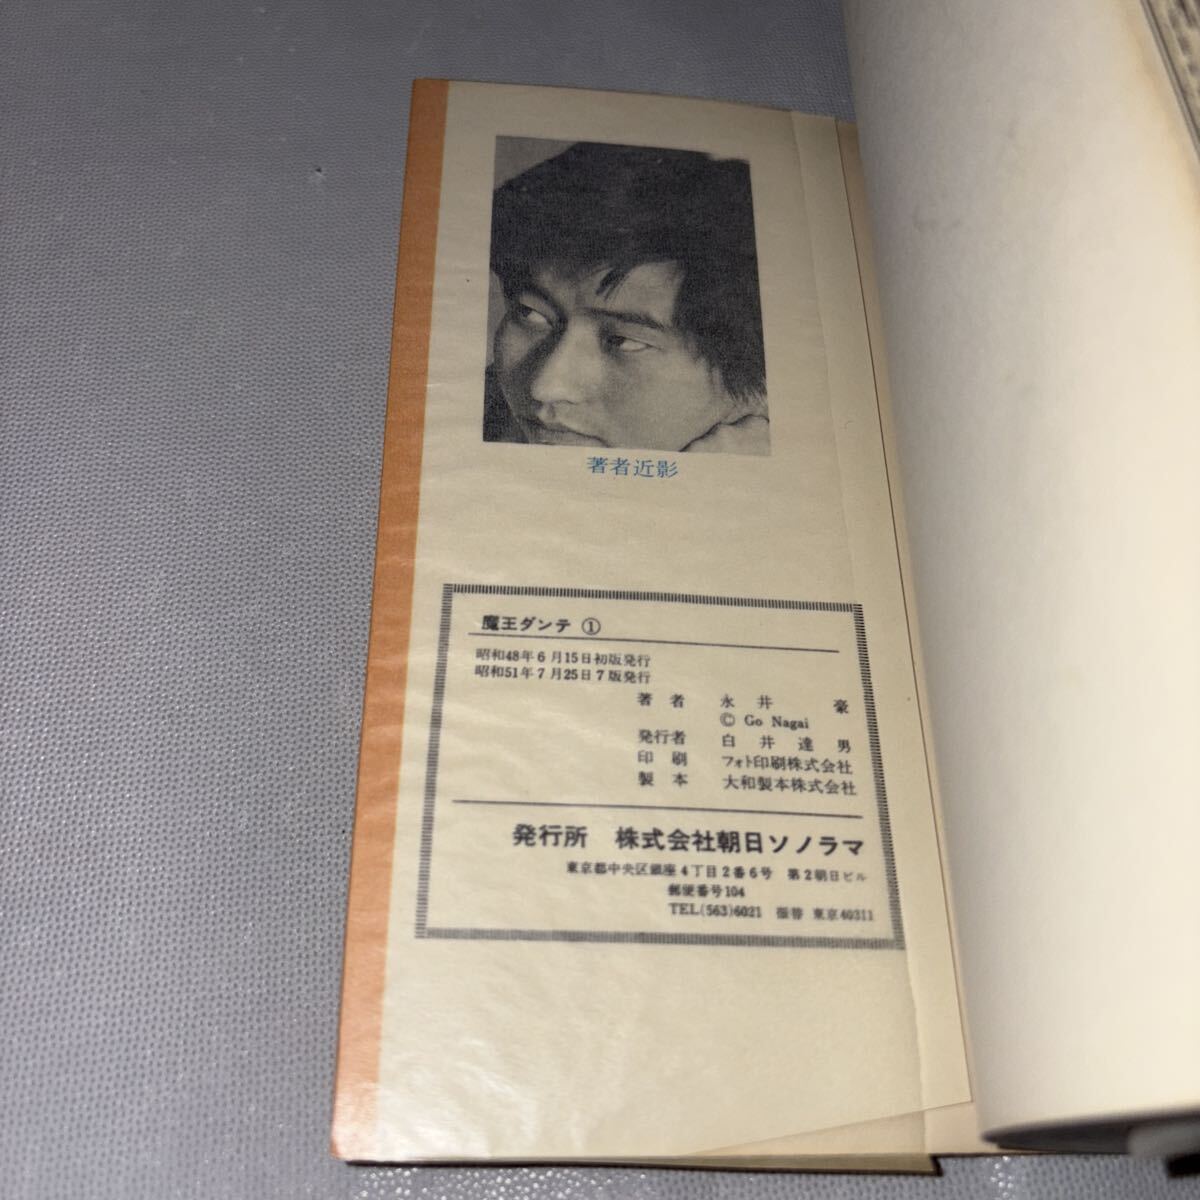 著者近影
魔王ダンテ ①
昭和48年6月15日初版発行
昭和51年7月25日7版発行
著者 永井 豪
© Go Nagai
発行者 白井達男
印刷 フォト印刷株式会社
製本 大和製本株式会社
発行所 株式会社朝日ソノラマ
東京都中央区銀座4丁目2番6号 第2朝日ビル
郵便番号104
TEL(563)6021 振替 東京40311